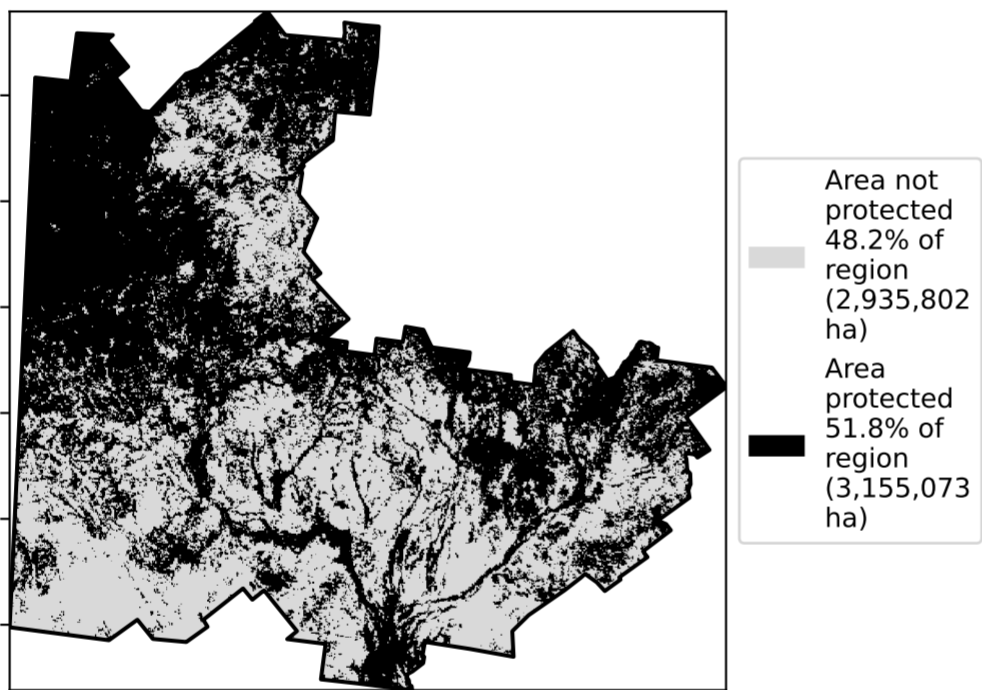 Area not
protected
48.2% of
region
(2,935,802
ha)
Area
protected
51.8% of
region
(3,155,073
ha)